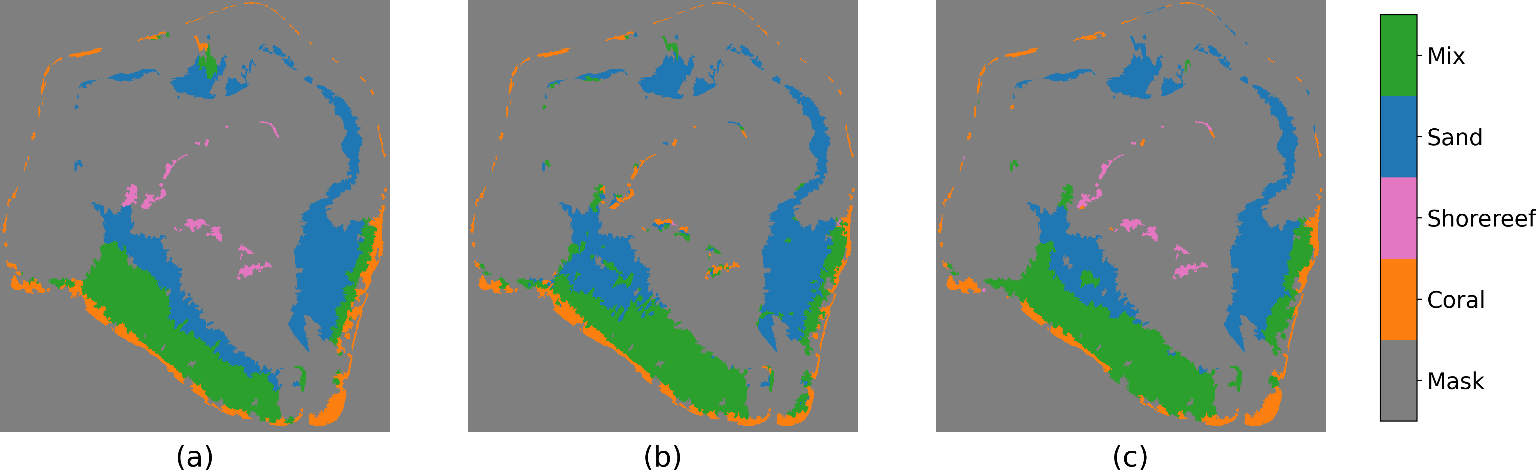 Mix
Sand
Shorereef
Coral
Mask
(a)
(b)
(c)